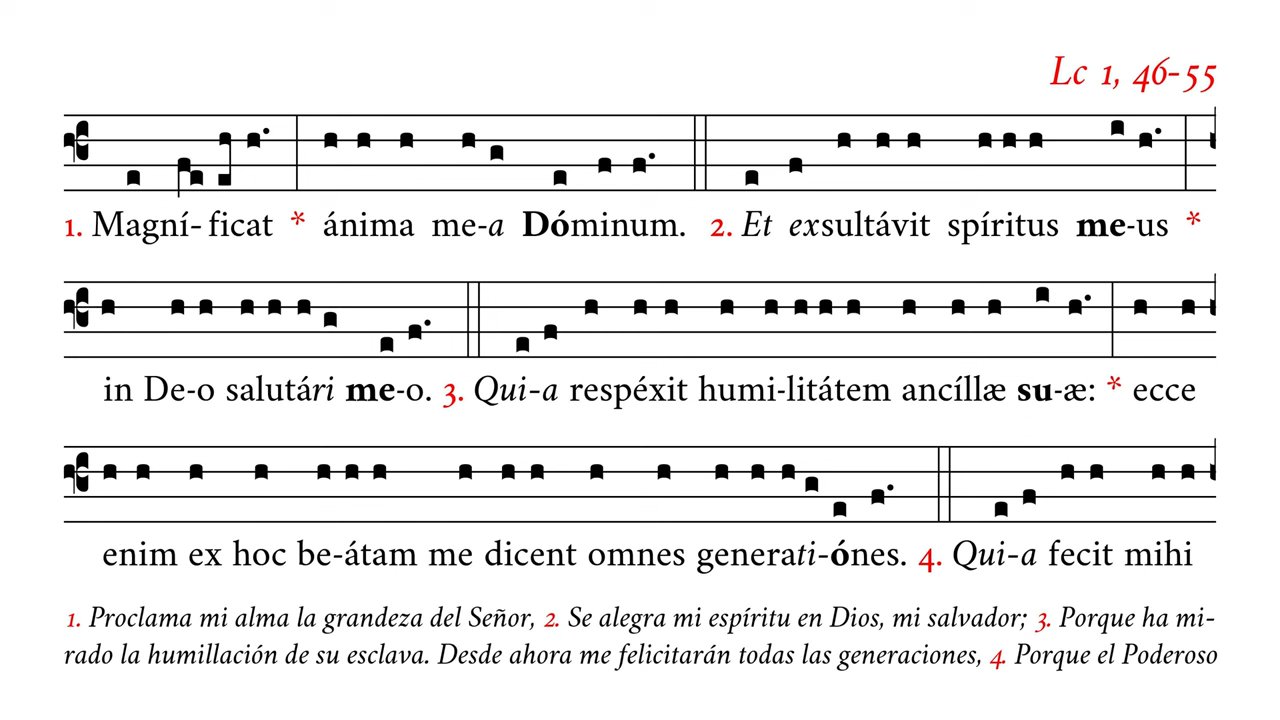 Lc 1, 46-55
1. Magní-ficat * ánima me-a Dóminum. 2. Et exsultávit spíritus me-us *
in De-o salutári me-o. 3. Qui-a respéxit humi-litátem ancíllæ su-æ: * ecce
enim ex hoc be-átam me dicent omnes generati-ónes. 4. Qui-a fecit mihi
1. Proclama mi alma la grandeza del Señor, 2. Se alegra mi espíritu en Dios, mi salvador; 3. Porque ha mi-
rado la humillación de su esclava. Desde ahora me felicitarán todas las generaciones, 4. Porque el Poderoso